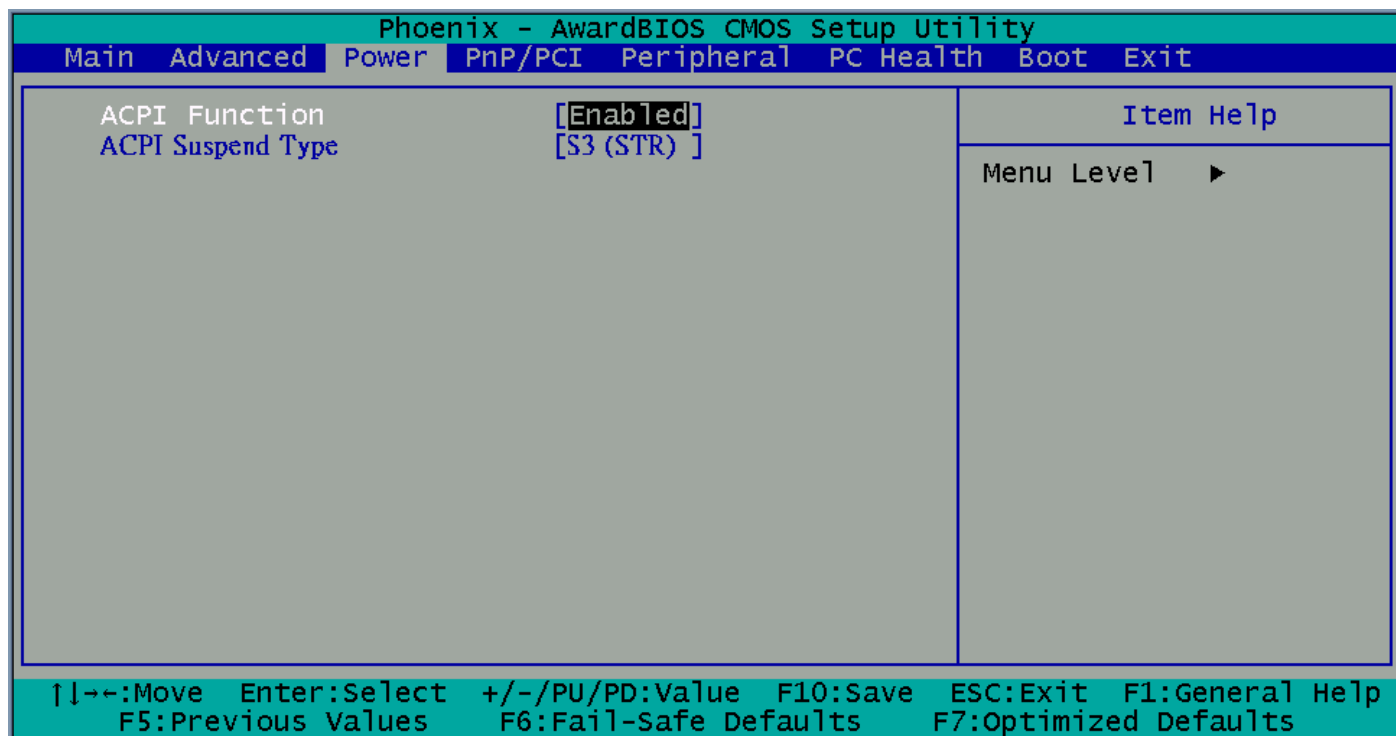 Phoenix - AwardBIOS CMOS Setup Utility
Main Advanced Power PnP/PCI Peripheral PC Health Boot Exit
ACPI Function [Enabled]
ACPI Suspend Type [S3 (STR) ]
Item Help
Menu Level ►
↑↓→←:Move Enter:Select +/-/PU/PD:Value F10:Save ESC:Exit F1:General Help
F5:Previous Values F6:Fail-Safe Defaults F7:Optimized Defaults